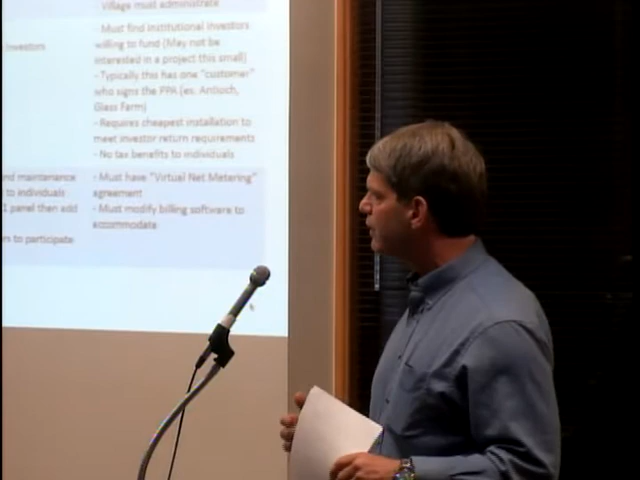 - Village must administrate
- Must find institutional investors
willing to fund (May not be
interested in a project this small)
- Typically this has one "customer"
who signs the PPA (ex. Antioch,
Glass Farm)
- Requires cheapest installation to
meet investor return requirements
- No tax benefits to individuals
investors
- Must have "Virtual Net Metering"
agreement
- Must modify billing software to
accommodate
nd maintenance
to individuals
1 panel then add
rs to participate